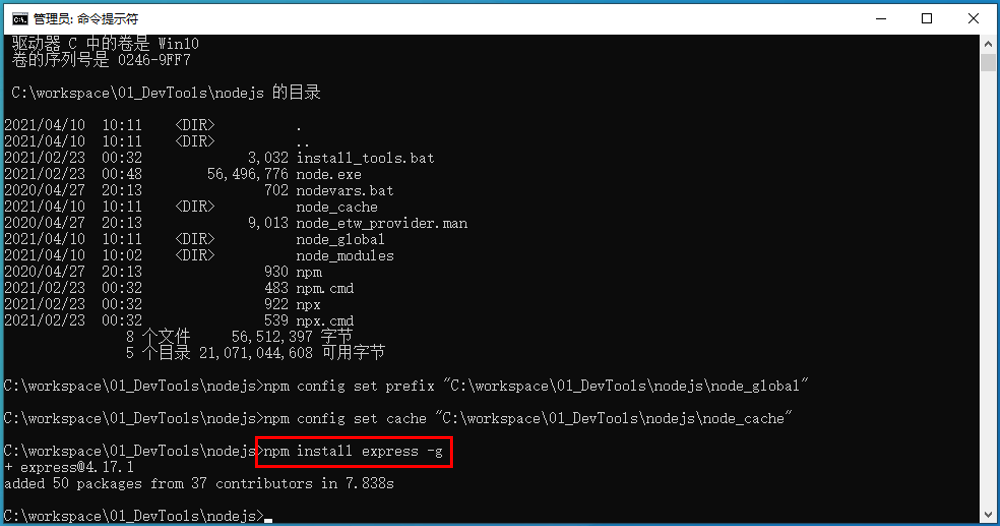 管理员: 命令提示符
驱动器 C 中的卷是 Win10
卷的序列号是 0246-9FF7
C:\workspace\01_DevTools\nodejs 的目录
2021/04/10  10:11    <DIR>          .
2021/04/10  10:11    <DIR>          ..
2021/02/23  00:32             3,032 install_tools.bat
2021/02/23  00:48        56,496,776 node.exe
2020/04/27  20:13               702 nodevars.bat
2021/04/10  10:11    <DIR>          node_cache
2020/04/27  20:13             9,013 node_etw_provider.man
2021/04/10  10:11    <DIR>          node_global
2021/04/10  10:02    <DIR>          node_modules
2020/04/27  20:13               930 npm
2021/02/23  00:32               483 npm.cmd
2021/02/23  00:32               922 npx
2021/02/23  00:32               539 npx.cmd
8 个文件     56,512,397 字节
5 个目录 21,071,044,608 可用字节
C:\workspace\01_DevTools\nodejs>npm config set prefix "C:\workspace\01_DevTools\nodejs\node_global"
C:\workspace\01_DevTools\nodejs>npm config set cache "C:\workspace\01_DevTools\nodejs\node_cache"
C:\workspace\01_DevTools\nodejs>npm install express -g
+ express@4.17.1
added 50 packages from 37 contributors in 7.838s
C:\workspace\01_DevTools\nodejs>